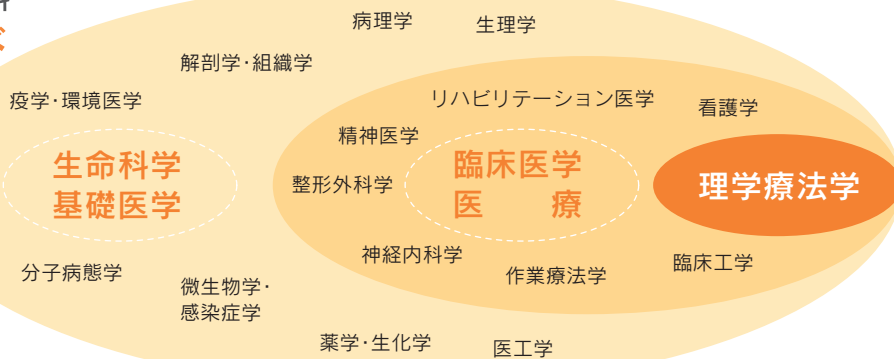 病理学
生理学
解剖学・組織学
疫学・環境医学
リハビリテーション医学
看護学
精神医学
生命科学
基礎医学
臨床医学
医　療
理学療法学
整形外科学
神経内科学
作業療法学
臨床工学
分子病態学
微生物学・
感染症学
薬学・生化学
医工学